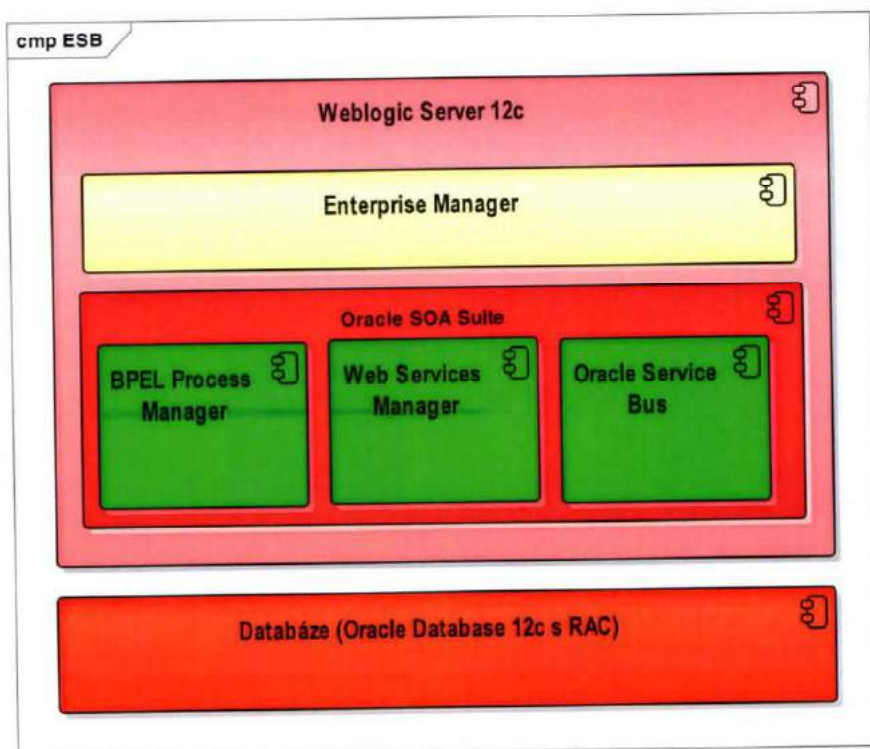 cmp ESB
Weblogic Server 12c
Enterprise Manager
Oracle SOA Suite
BPEL Process
Manager
Web Services
Manager
Oracle Service
Bus
Databáze (Oracle Database 12c s RAC)